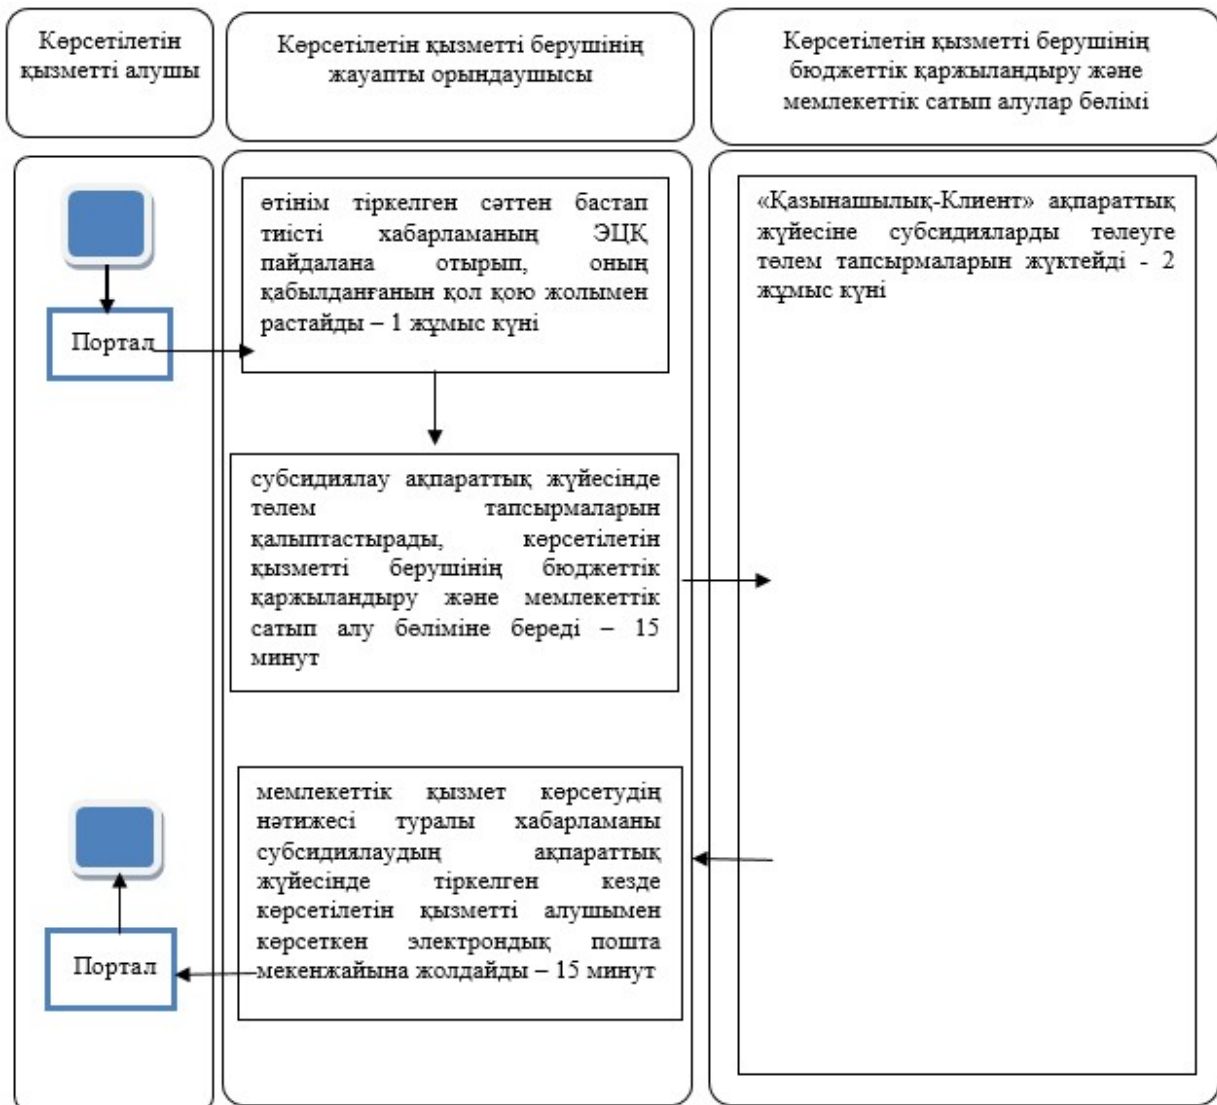 Көрсетілетін
қызметті алушы
Көрсетілетін қызметті берушінің
жауапты орындаушысы
Көрсетілетін қызметті берушінің
бюджеттік қаржыландыру және
мемлекеттік сатып алулар бөлімі
Портал
өтінім тіркелген сәттен бастап
тиісті хабарламаның ЭЦҚ
пайдалана отырып, оның
қабылданғанын қол қою жолымен
растайды – 1 жұмыс күні
субсидиялау ақпараттық жүйесінде
төлем тапсырмаларын
қалыптастырады, көрсетілетін
қызметті берушінің бюджеттік
қаржыландыру және мемлекеттік
сатып алу бөліміне береді – 15
минут
«Қазынашылық-Клиент» ақпараттық
жүйесіне субсидияларды төлеуге
төлем тапсырмаларын жүктейді - 2
жұмыс күні
мемлекеттік қызмет көрсетудің
нәтижесі туралы хабарламаны
субсидиялаудың ақпараттық
жүйесінде тіркелген кезде
көрсетілетін қызметті алушымен
көрсеткен электрондық пошта
мекенжайына жолдайды – 15 минут
Портал